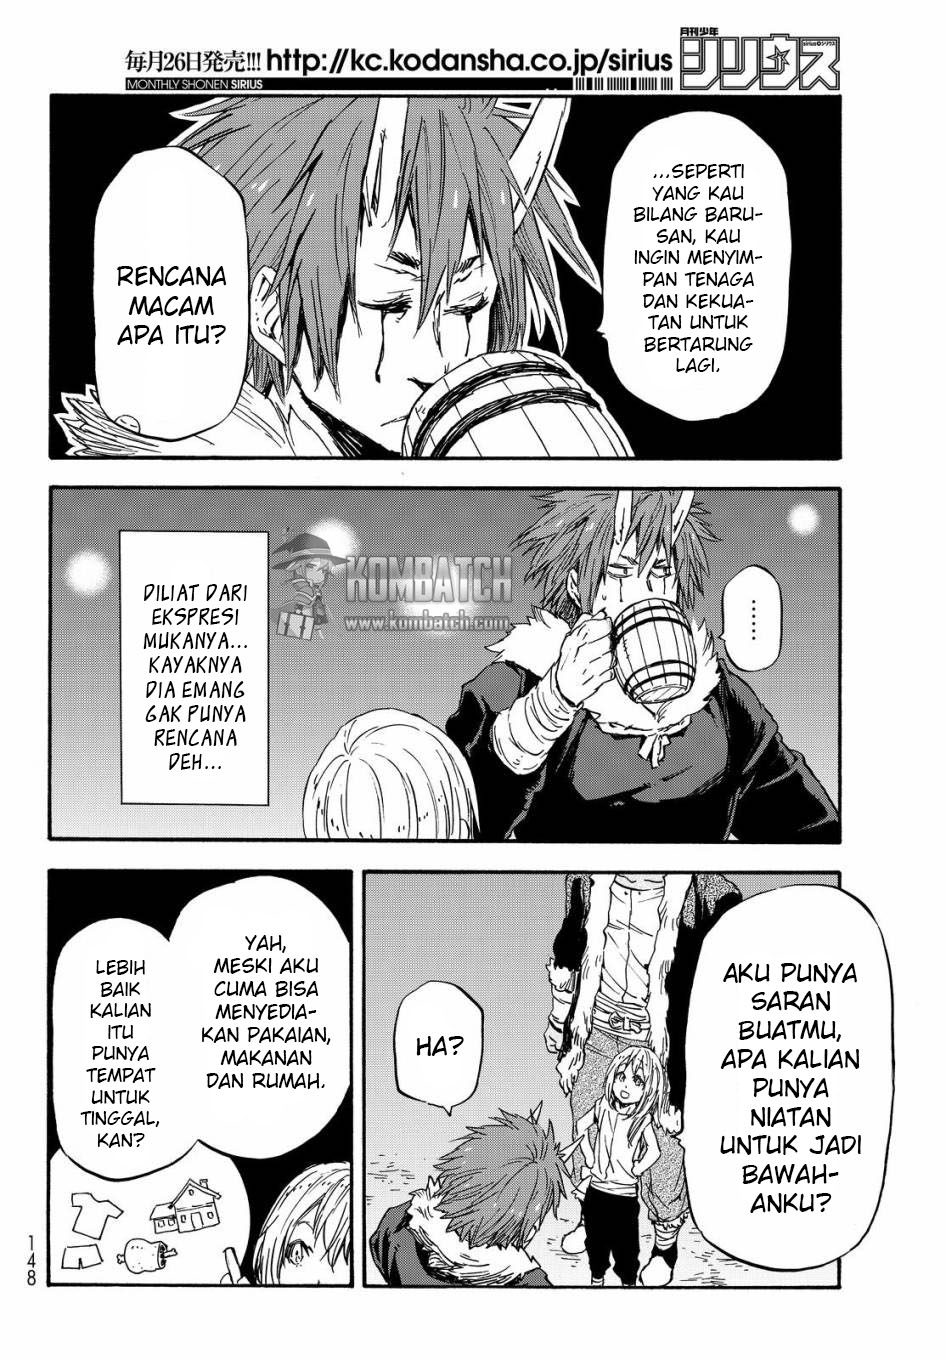 毎月26日発売!!! http://kc.kodansha.co.jp/sirius
MONTHLY SHONEN SIRIUS
月刊少年
シリウス
...SEPERTI
YANG KAU
BILANG BARU-
SAN, KAU
INGIN MENYIM-
PAN TENAGA
DAN KEKUA-
TAN UNTUK
BERTARUNG
LAGI.
RENCANA
MACAM
APA ITU?
......
DILIAT DARI
EKSPRESI
MUKANYA...
KAYAKNYA
DIA EMANG
GAK PUNYA
RENCANA
DEH...
KOMBATCH
www.kombatch.com
AKU PUNYA
SARAN
BUATMU,
APA KALIAN
PUNYA
NIATAN
UNTUK JADI
BAWAH-
ANKU?
HA?
YAH,
MESKI AKU
CUMA BISA
MENYEDIA-
KAN PAKAIAN,
MAKANAN
DAN RUMAH.
LEBIH
BAIK
KALIAN
ITU
PUNYA
TEMPAT
UNTUK
TINGGAL,
KAN?
148